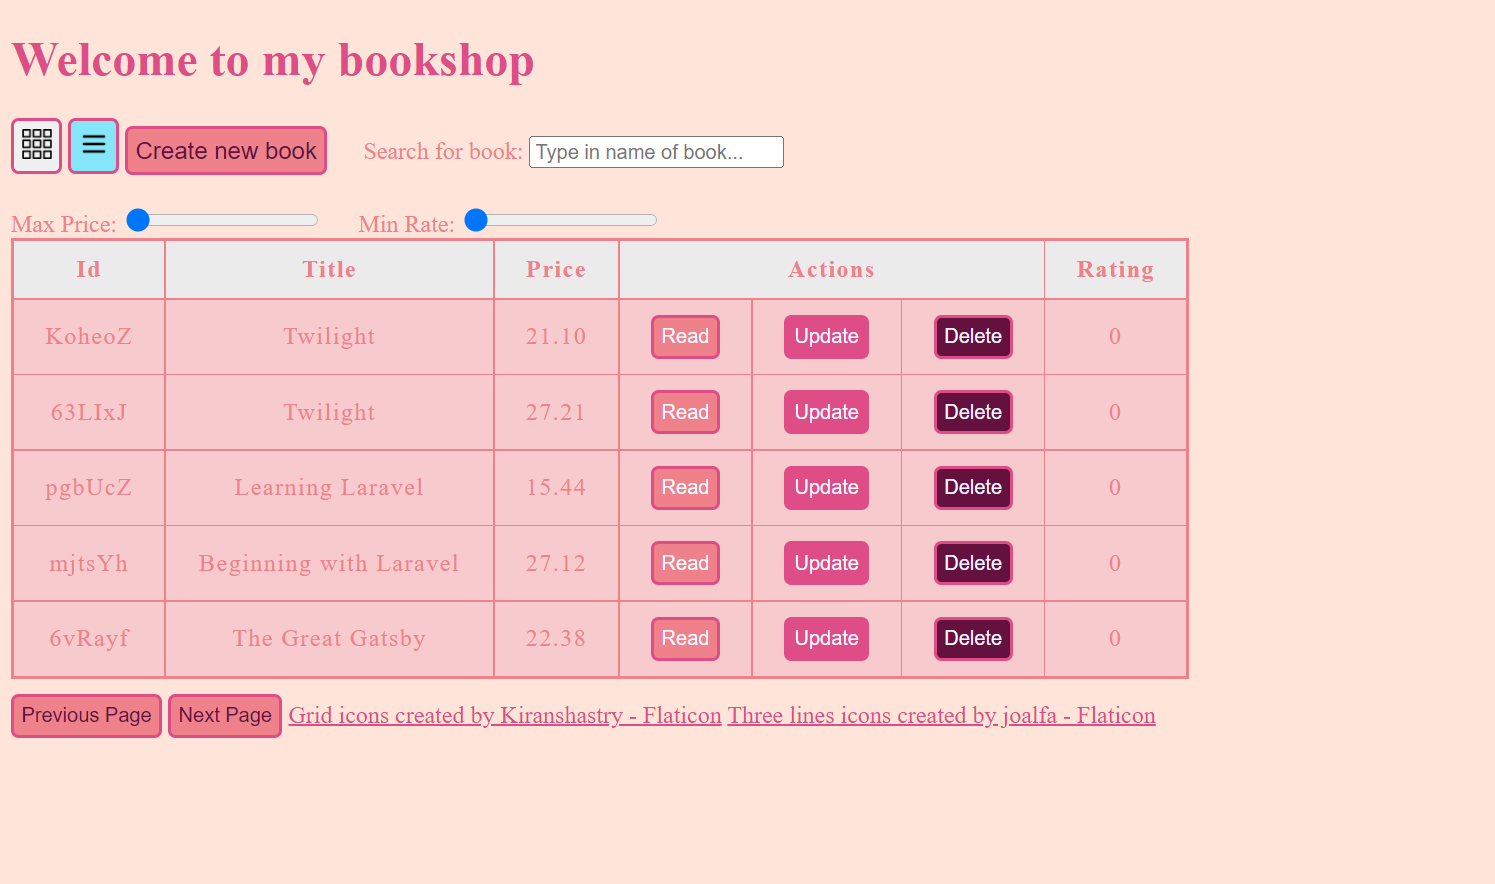 Welcome to my bookshop
Create new book Search for book: Type in name of book...
Max Price: Min Rate:
Id Title Price Actions Rating
KoheoZ Twilight 21.10 Read Update Delete 0
63LIxJ Twilight 27.21 Read Update Delete 0
pgbUcZ Learning Laravel 15.44 Read Update Delete 0
mjtsYh Beginning with Laravel 27.12 Read Update Delete 0
6vRayf The Great Gatsby 22.38 Read Update Delete 0
Previous Page Next Page Grid icons created by Kiranshastry - Flaticon Three lines icons created by joalfa - Flaticon